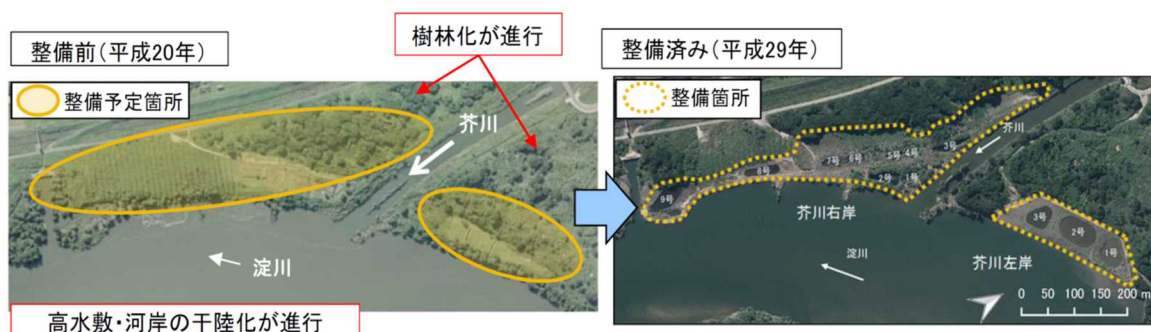 整備前(平成20年)
樹林化が進行
整備予定箇所
芥川
淀川
高水敷・河岸の干陸化が進行
整備済み(平成29年)
整備箇所
芥川
3号
4号
5号
6号
7号
1号
2号
8号
9号
芥川右岸
淀川
3号
2号
1号
芥川左岸
0 50 100 150 200 m